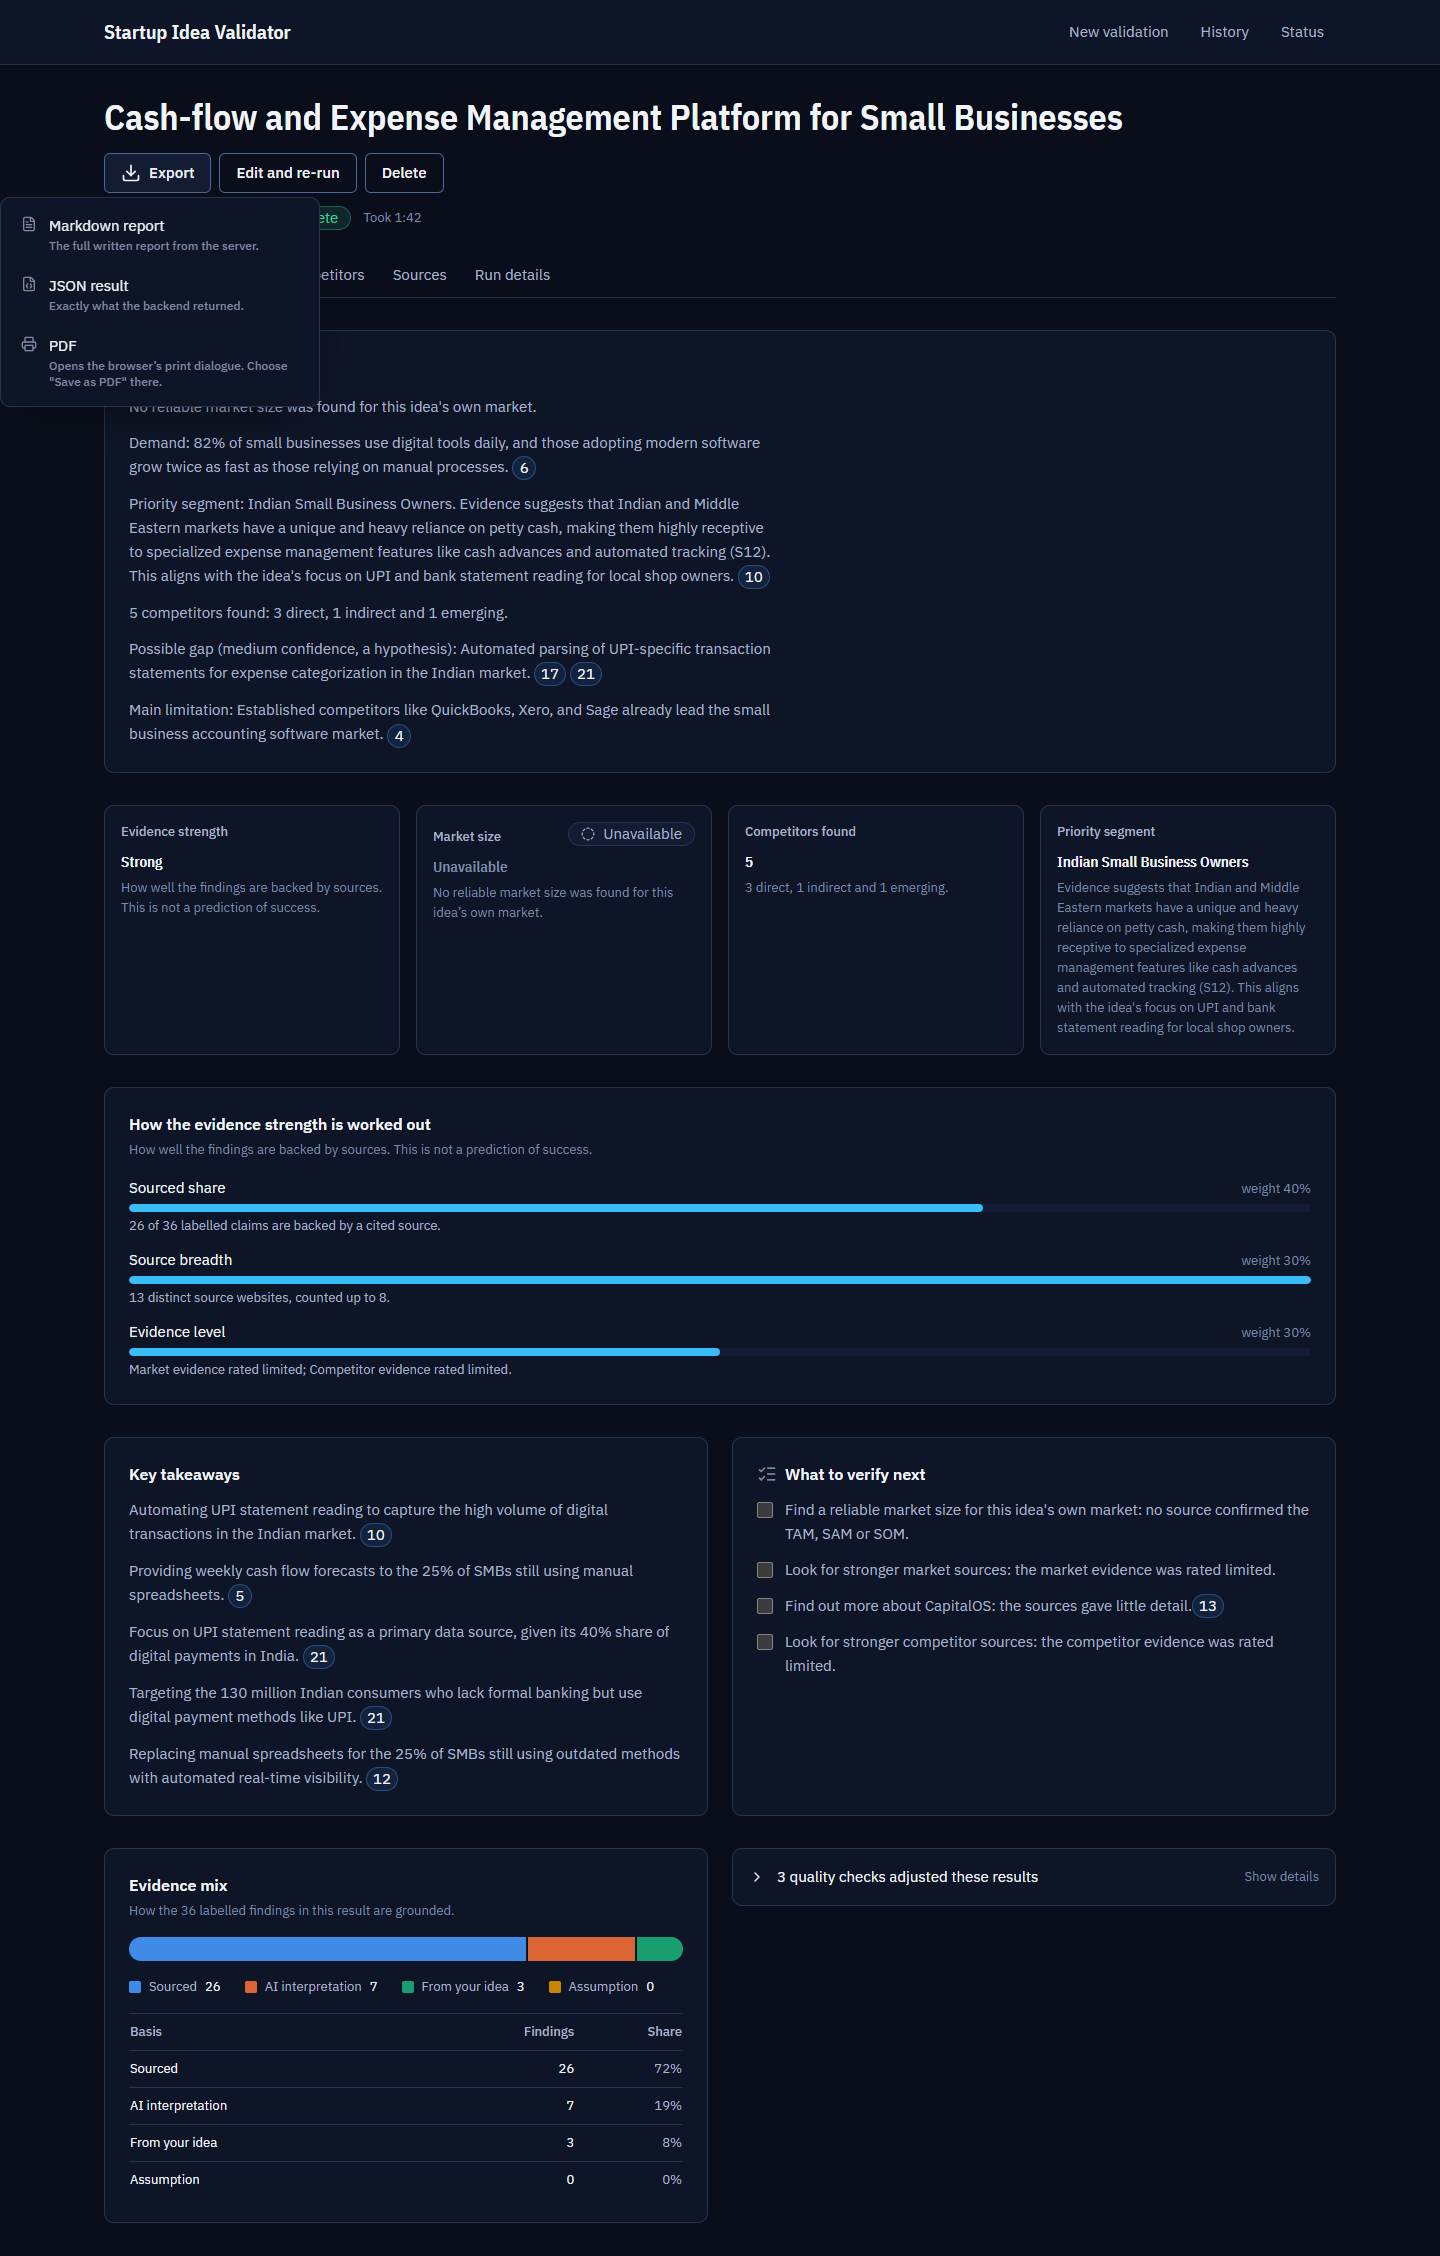 Startup Idea Validator
New validation
History
Status
Cash-flow and Expense Management Platform for Small Businesses
Export
Edit and re-run
Delete
Markdown report
The full written report from the server.
JSON result
Exactly what the backend returned.
PDF
Opens the browser’s print dialogue. Choose
"Save as PDF" there.
Took 1:42
Sources
Run details
No reliable market size was found for this idea's own market.
Demand: 82% of small businesses use digital tools daily, and those adopting modern software
grow twice as fast as those relying on manual processes. 6
Priority segment: Indian Small Business Owners. Evidence suggests that Indian and Middle
Eastern markets have a unique and heavy reliance on petty cash, making them highly receptive
to specialized expense management features like cash advances and automated tracking (S12).
This aligns with the idea's focus on UPI and bank statement reading for local shop owners. 10
5 competitors found: 3 direct, 1 indirect and 1 emerging.
Possible gap (medium confidence, a hypothesis): Automated parsing of UPI-specific transaction
statements for expense categorization in the Indian market. 17 21
Main limitation: Established competitors like QuickBooks, Xero, and Sage already lead the small
business accounting software market. 4
Evidence strength
Strong
How well the findings are backed by sources.
This is not a prediction of success.
Market size
Unavailable
Unavailable
No reliable market size was found for this
idea’s own market.
Competitors found
5
3 direct, 1 indirect and 1 emerging.
Priority segment
Indian Small Business Owners
Evidence suggests that Indian and Middle
Eastern markets have a unique and heavy
reliance on petty cash, making them highly
receptive to specialized expense
management features like cash advances
and automated tracking (S12). This aligns
with the idea's focus on UPI and bank
statement reading for local shop owners.
How the evidence strength is worked out
How well the findings are backed by sources. This is not a prediction of success.
Sourced share
weight 40%
26 of 36 labelled claims are backed by a cited source.
Source breadth
weight 30%
13 distinct source websites, counted up to 8.
Evidence level
weight 30%
Market evidence rated limited; Competitor evidence rated limited.
Key takeaways
Automating UPI statement reading to capture the high volume of digital
transactions in the Indian market. 10
Providing weekly cash flow forecasts to the 25% of SMBs still using manual
spreadsheets. 5
Focus on UPI statement reading as a primary data source, given its 40% share of
digital payments in India. 21
Targeting the 130 million Indian consumers who lack formal banking but use
digital payment methods like UPI. 21
Replacing manual spreadsheets for the 25% of SMBs still using outdated methods
with automated real-time visibility. 12
What to verify next
Find a reliable market size for this idea's own market: no source confirmed the
TAM, SAM or SOM.
Look for stronger market sources: the market evidence was rated limited.
Find out more about CapitalOS: the sources gave little detail. 13
Look for stronger competitor sources: the competitor evidence was rated
limited.
Evidence mix
How the 36 labelled findings in this result are grounded.
Sourced 26
AI interpretation 7
From your idea 3
Assumption 0
Basis Findings Share
Sourced 26 72%
AI interpretation 7 19%
From your idea 3 8%
Assumption 0 0%
3 quality checks adjusted these results
Show details